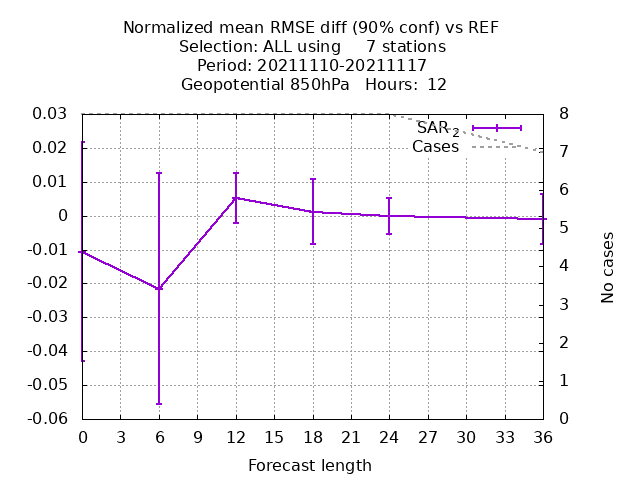 Normalized mean RMSE diff (90% conf) vs REF
Selection: ALL using     7 stations
Period: 20211110-20211117
Geopotential 850hPa   Hours:  12
0.03
0.02
0.01
0
-0.01
-0.02
-0.03
-0.04
-0.05
-0.06
SAR2
Cases
8
7
6
5
4
3
2
1
0
No cases
0 3 6 9 12 15 18 21 24 27 30 33 36
Forecast length